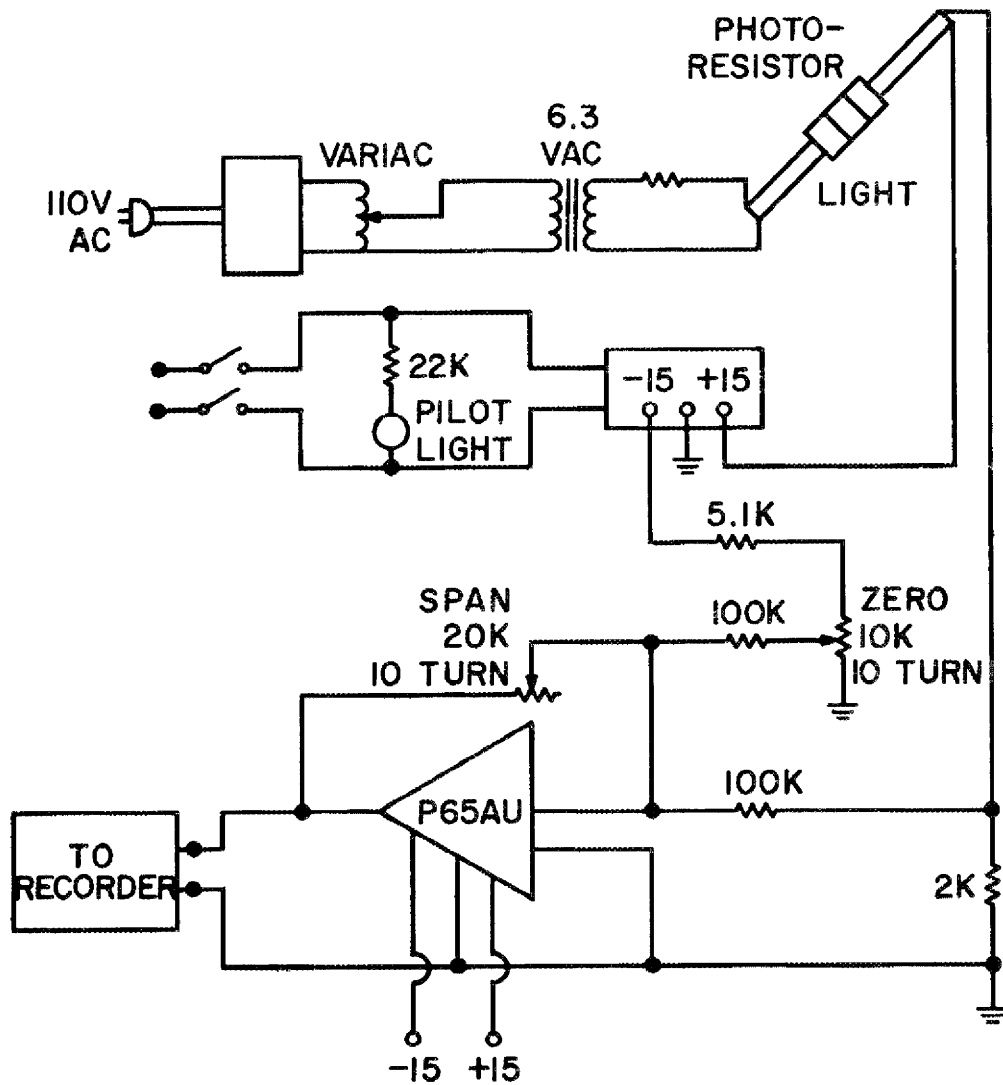 PHOTO-
RESISTOR
6.3
VAC
VARIAC
LIGHT
110V
AC
22K
PILOT
LIGHT
-15 +15
5.1K
SPAN
20K
10 TURN
100K
ZERO
10K
10 TURN
P65AU
100K
TO
RECORDER
2K
-15 +15